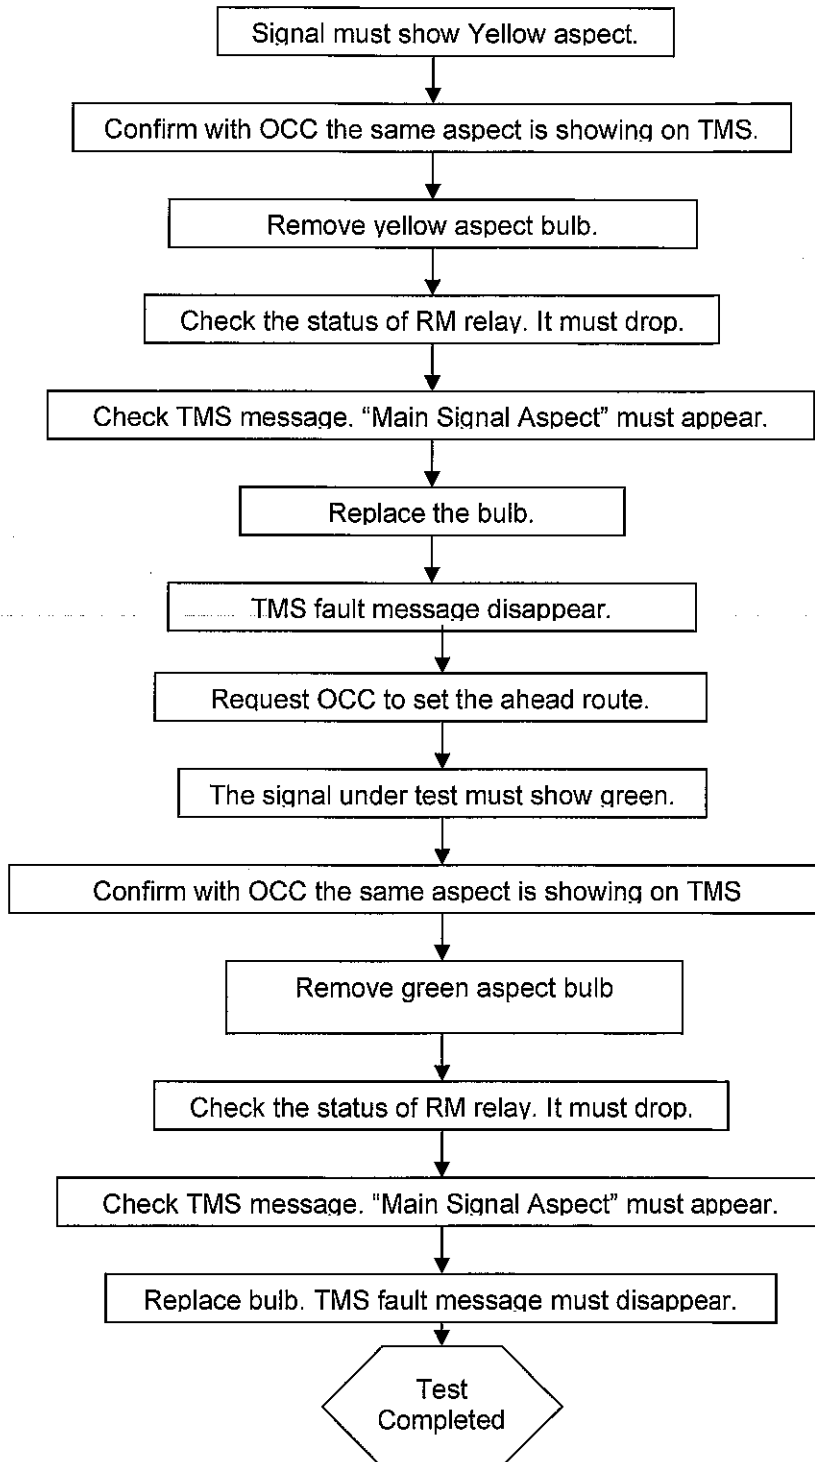 Signal must show Yellow aspect.
Confirm with OCC the same aspect is showing on TMS.
Remove yellow aspect bulb.
Check the status of RM relay. It must drop.
Check TMS message. “Main Signal Aspect” must appear.
Replace the bulb.
TMS fault message disappear.
Request OCC to set the ahead route.
The signal under test must show green.
Confirm with OCC the same aspect is showing on TMS
Remove green aspect bulb
Check the status of RM relay. It must drop.
Check TMS message. “Main Signal Aspect” must appear.
Replace bulb. TMS fault message must disappear.
Test
Completed